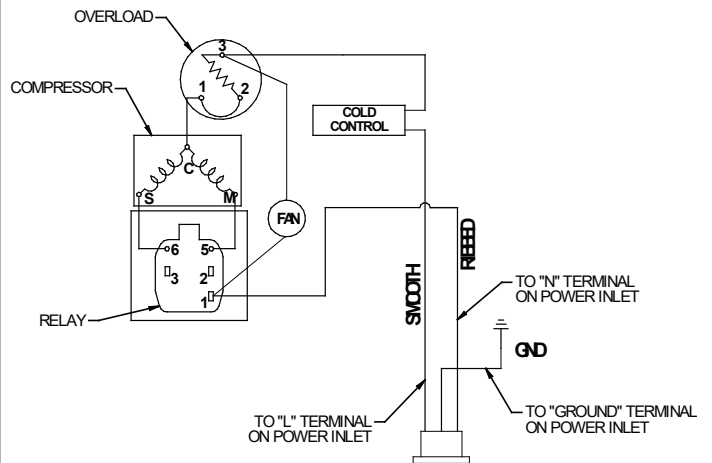 OVERLOAD
3
1
2
COMPRESSOR
COLD
CONTROL
C
S
M
FAN
6
5
3
2
1
RELAY
SMOOTH
RIBBED
TO "N" TERMINAL
ON POWER INLET
GND
TO "L" TERMINAL
ON POWER INLET
TO "GROUND" TERMINAL
ON POWER INLET